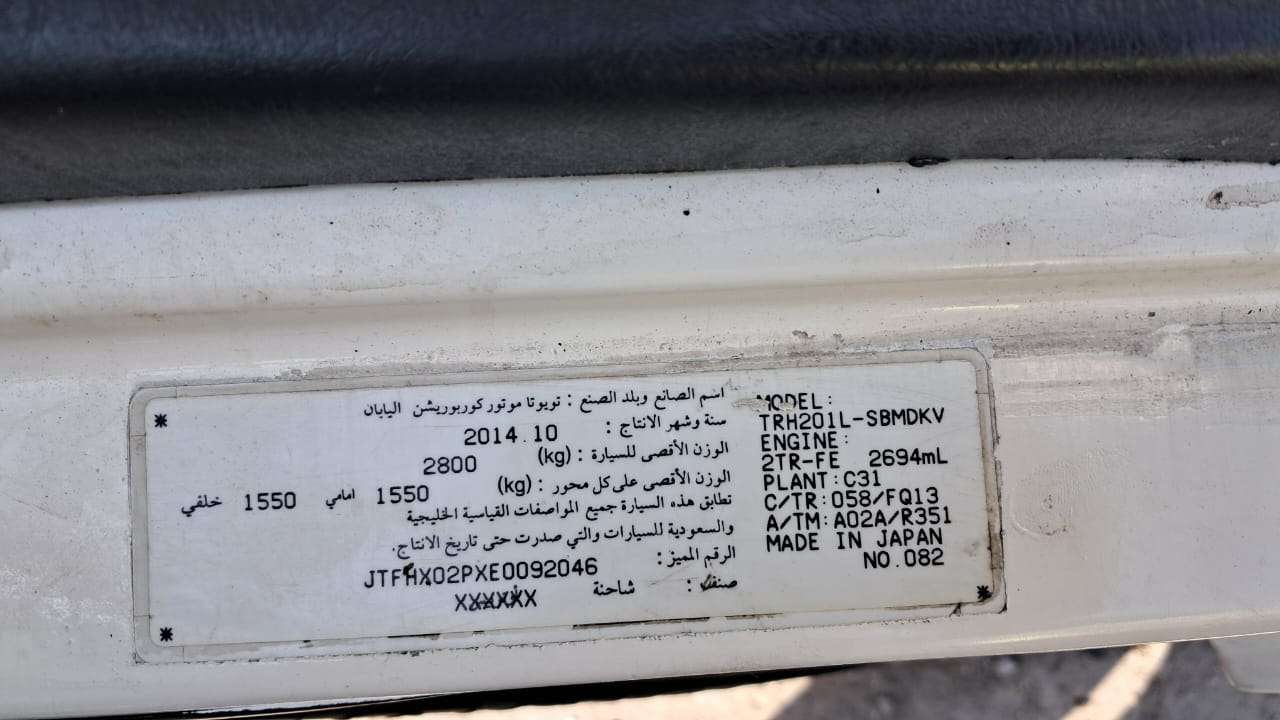 اسم الصانع وبلد الصنع : تويوتا موتور كوربوريشن اليابان
سنة وشهر الانتاج : 2014.10
الوزن الأقصى للسيارة : (kg) 2800
الوزن الأقصى على كل محور : (kg) 1550 امامي 1550 خلفي
تطابق هذه السيارة جميع المواصفات القياسية الخليجية
والسعودية للسيارات والتي صدرت حتى تاريخ الانتاج.
الرقم المميز : JTFHX02PXE0092046
صنف : شاحنة
XXXXXX
MODEL:
TRH201L-SBMDKV
ENGINE:
2TR-FE 2694mL
PLANT:C31
C/TR:058/FQ13
A/TM:A02A/R351
MADE IN JAPAN
NO.082